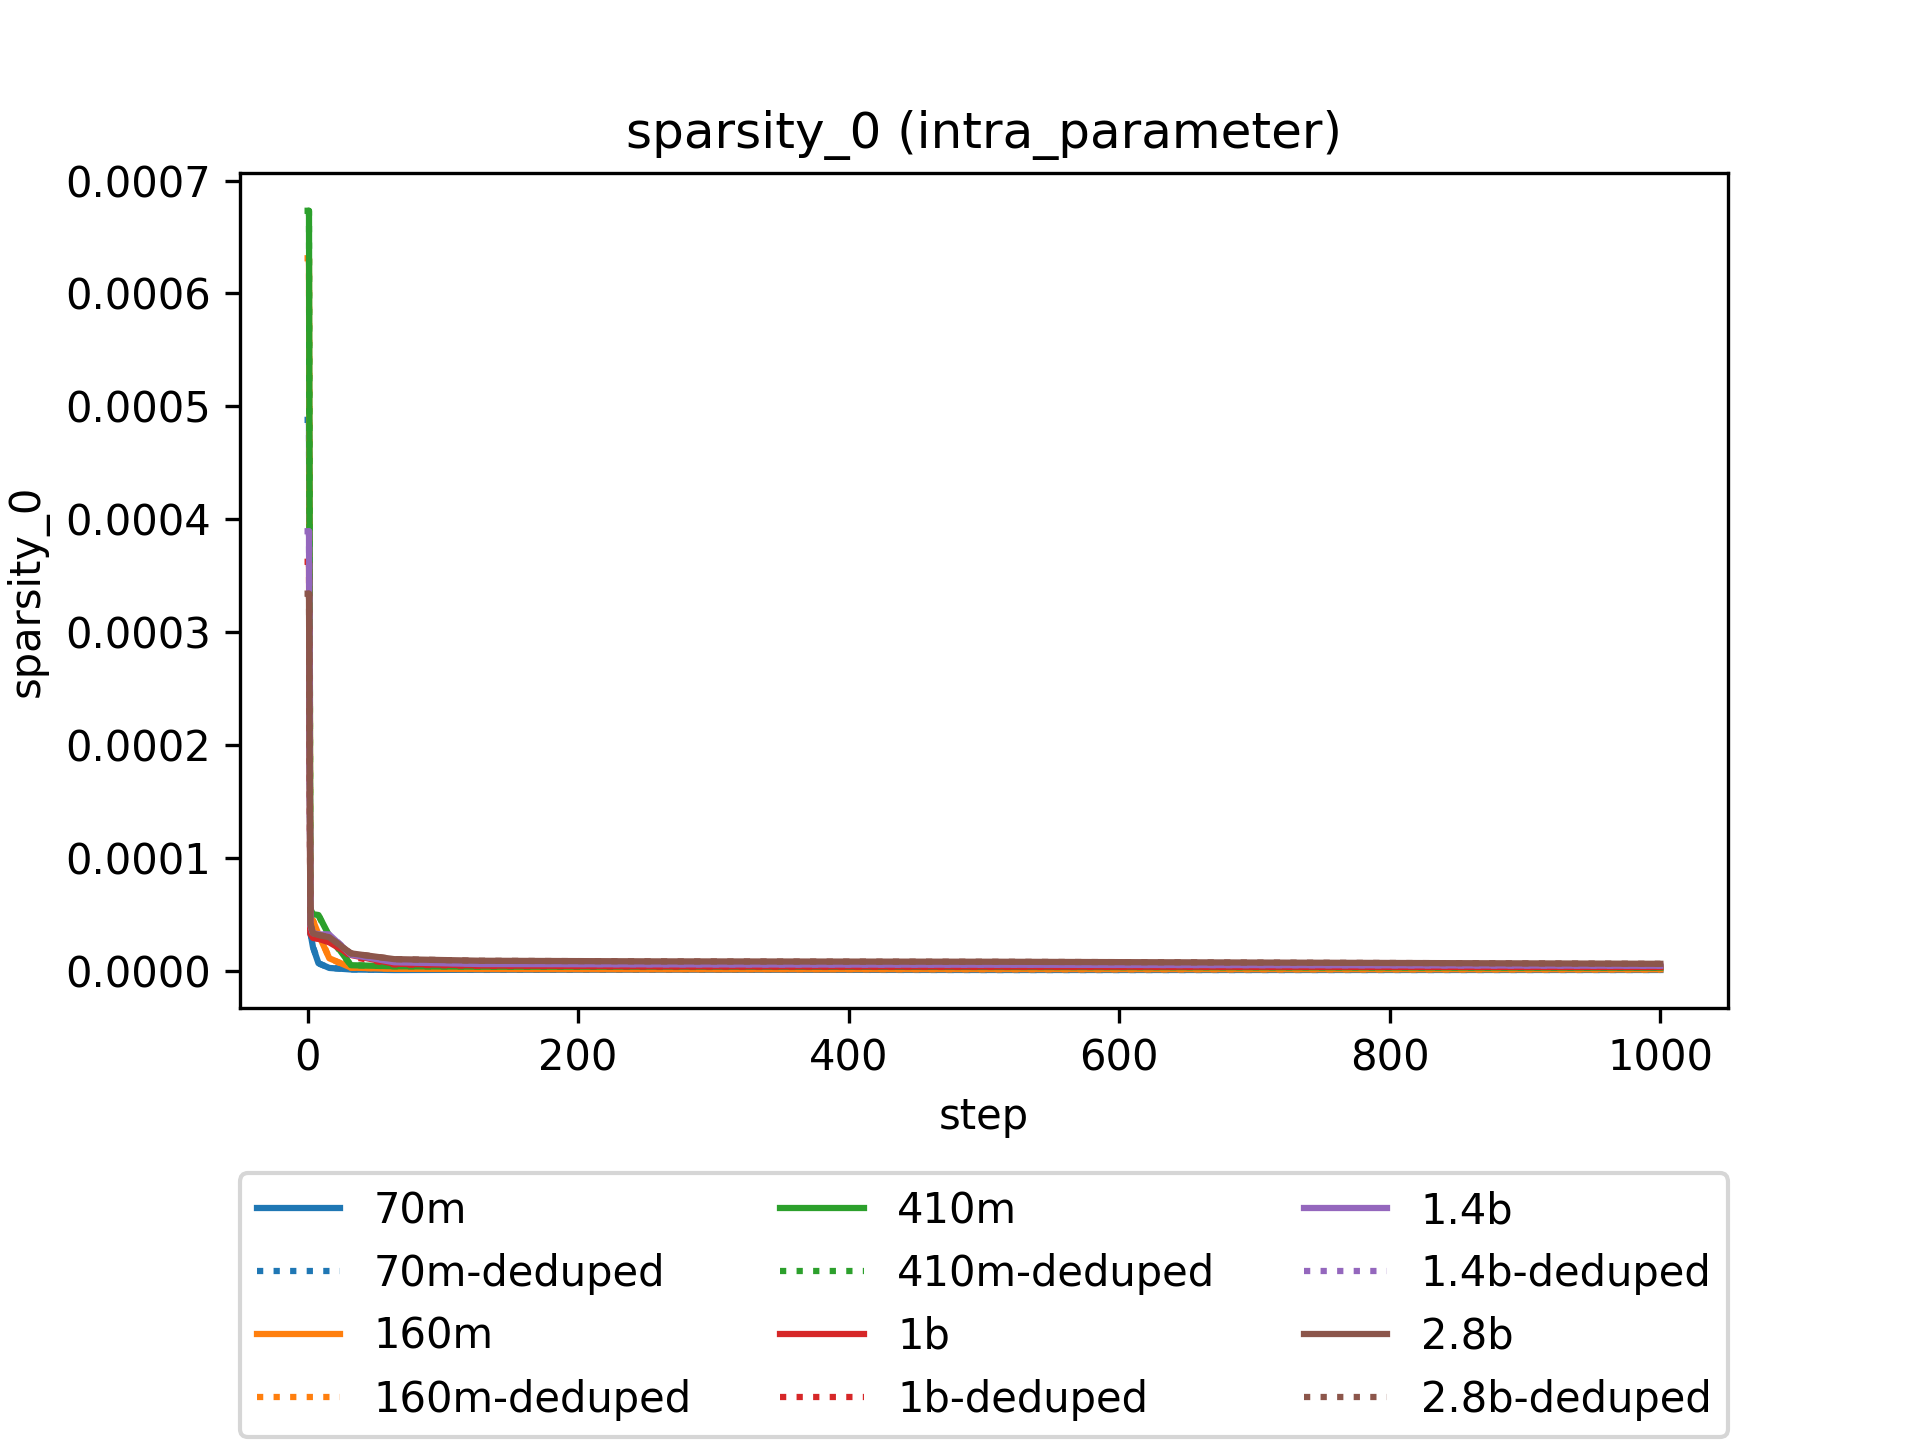 sparsity_0 (intra_parameter)
0.0007
0.0006
0.0005
0.0004
0.0003
0.0002
0.0001
0.0000
sparsity_0
0 200 400 600 800 1000
step
70m 410m 1.4b
70m-deduped 410m-deduped 1.4b-deduped
160m 1b 2.8b
160m-deduped 1b-deduped 2.8b-deduped